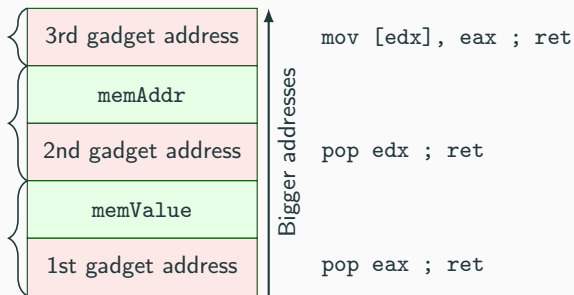 3rd gadget address
mov [edx], eax ; ret
memAddr
2nd gadget address
pop edx ; ret
memValue
1st gadget address
pop eax ; ret
Bigger addresses